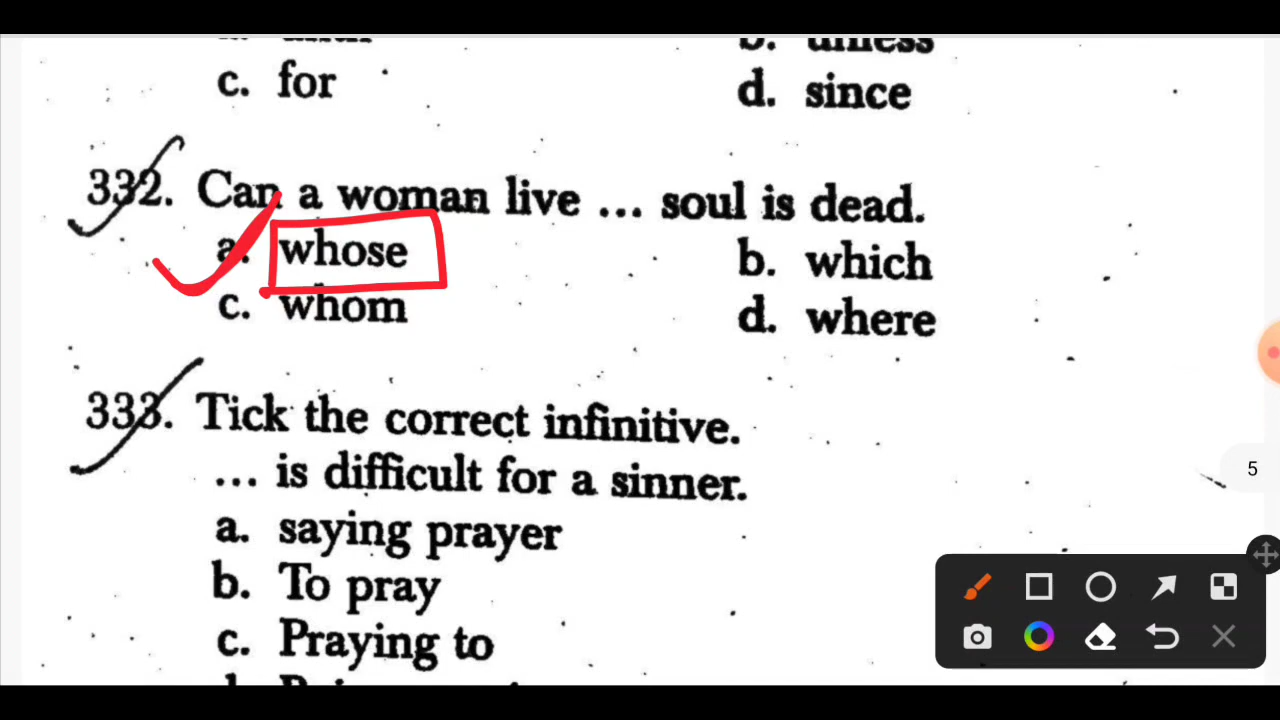 b. unless
c. for
d. since
332. Can a woman live ... soul is dead.
a. whose
b. which
c. whom
d. where
333. Tick the correct infinitive.
... is difficult for a sinner.
a. saying prayer
b. To pray
c. Praying to
5